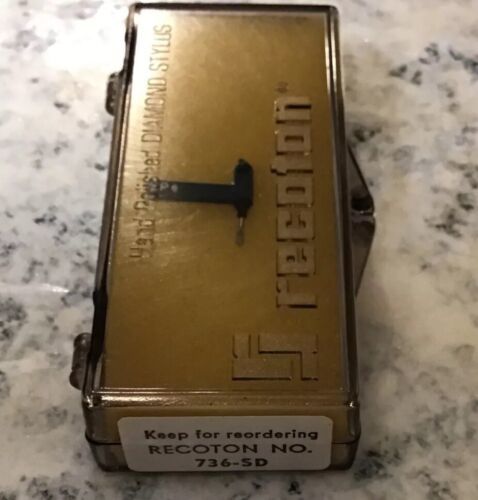 Hand Polished DIAMOND STYLUS
recoton®
Keep for reordering
RECOTON NO.
736-SD